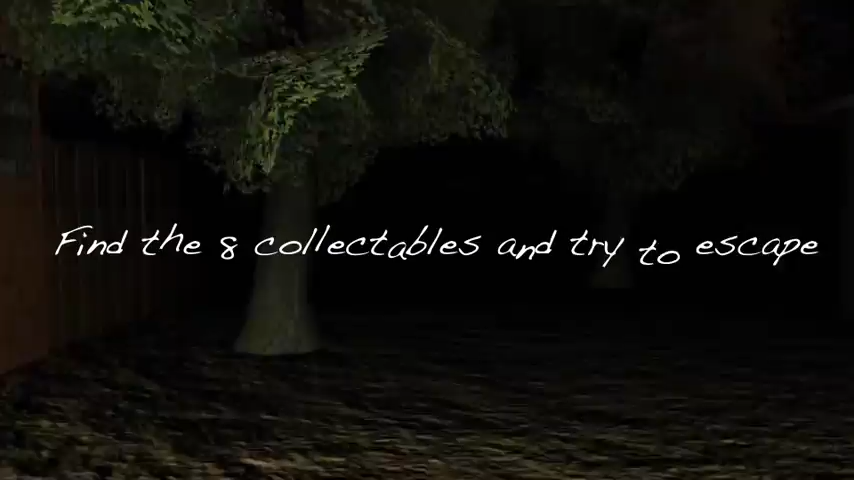 Find the 8 collectables and try to escape